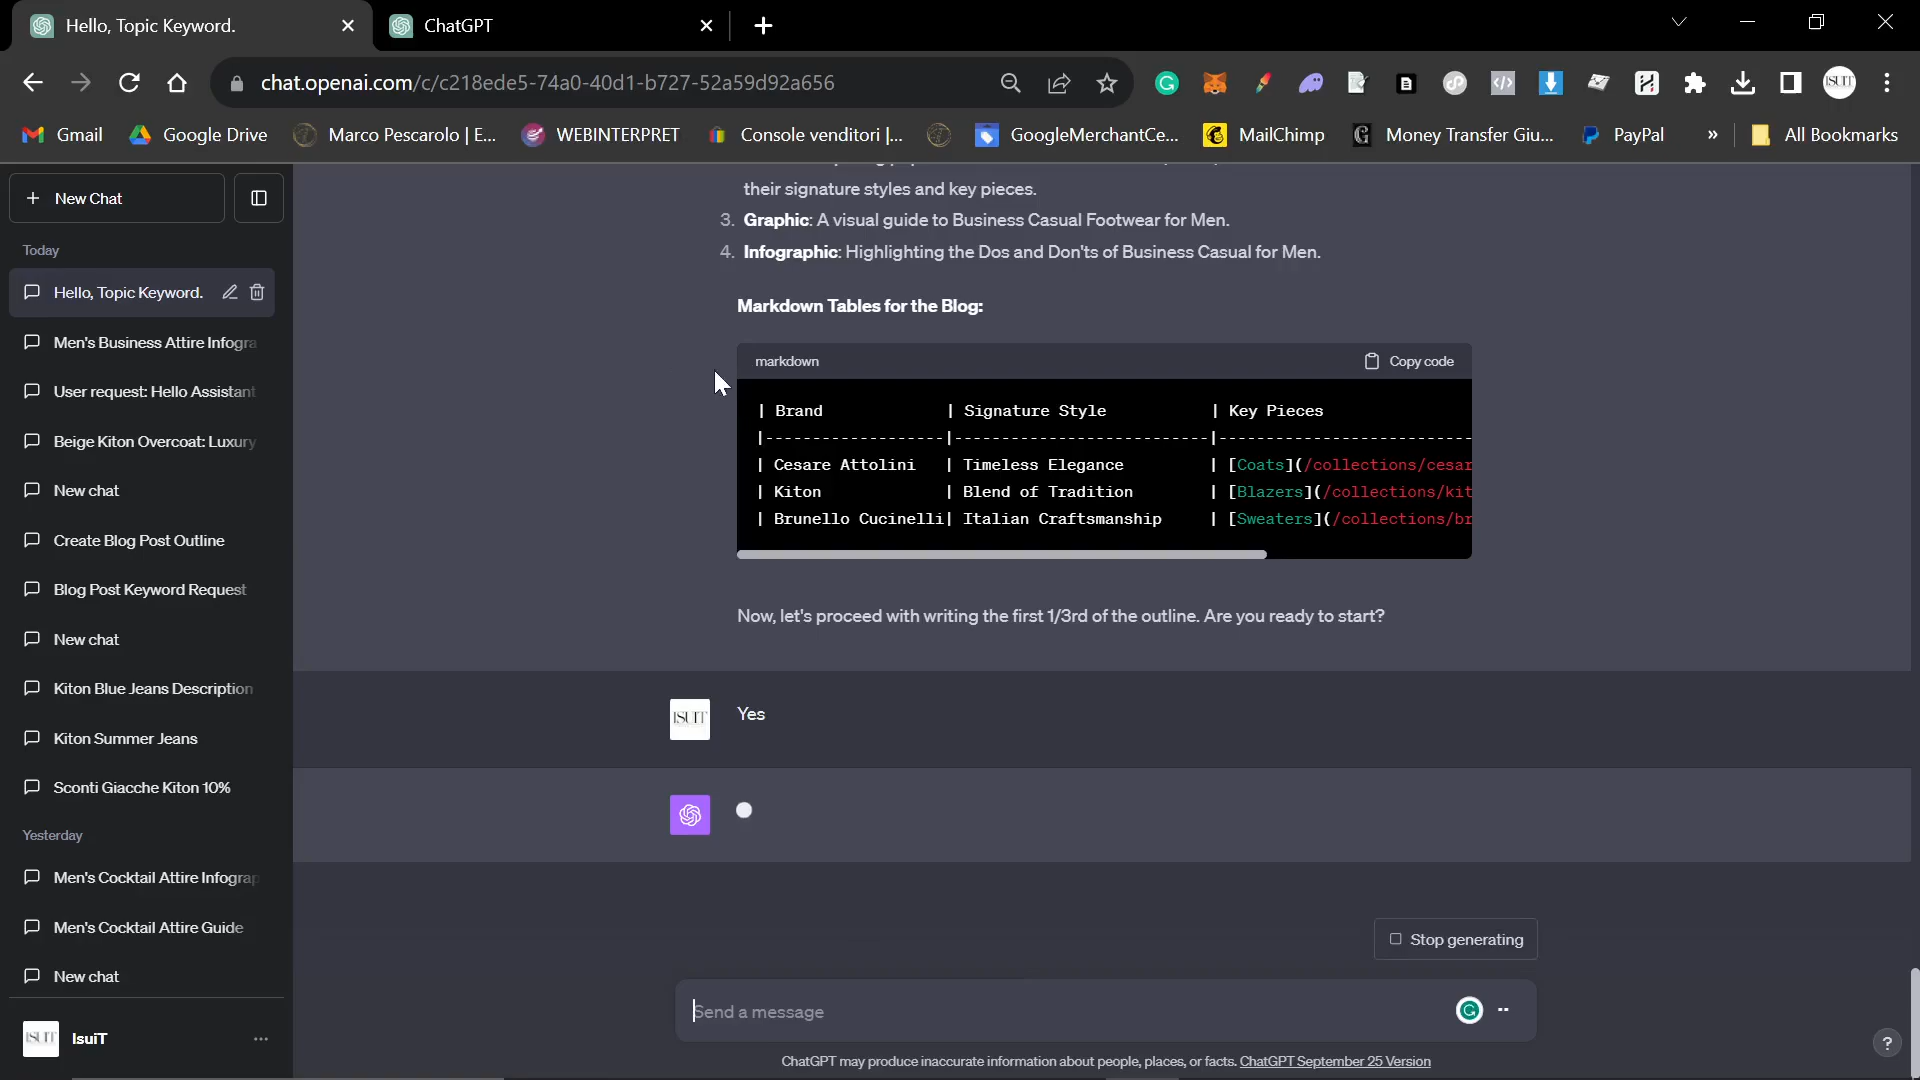 Hello, Topic Keyword.
ChatGPT
chat.openai.com/c/c218ede5-74a0-40d1-b727-52a59d92a656
Gmail
Google Drive
Marco Pescarolo | E...
WEBINTERPRET
Console venditori |...
GoogleMerchantCe...
MailChimp
Money Transfer Giu...
PayPal
»
All Bookmarks
New Chat
Today
Hello, Topic Keyword.
Men's Business Attire Infogra
User request: Hello Assistant
Beige Kiton Overcoat: Luxury
New chat
Create Blog Post Outline
Blog Post Keyword Request
New chat
Kiton Blue Jeans Description
Kiton Summer Jeans
Sconti Giacche Kiton 10%
Yesterday
Men's Cocktail Attire Infograp
Men's Cocktail Attire Guide
New chat
ISUIT
IsuiT
their signature styles and key pieces.
3. Graphic: A visual guide to Business Casual Footwear for Men.
4. Infographic: Highlighting the Dos and Don'ts of Business Casual for Men.
Markdown Tables for the Blog:
markdown
Copy code
| Brand | Signature Style | Key Pieces
|-------------------|---------------------------|---------------------------
| Cesare Attolini | Timeless Elegance | [Coats](/collections/cesar
| Kiton | Blend of Tradition | [Blazers](/collections/kit
| Brunello Cucinelli| Italian Craftsmanship | [Sweaters](/collections/br
Now, let's proceed with writing the first 1/3rd of the outline. Are you ready to start?
ISUIT
Yes
Stop generating
Send a message
ChatGPT may produce inaccurate information about people, places, or facts. ChatGPT September 25 Version
?